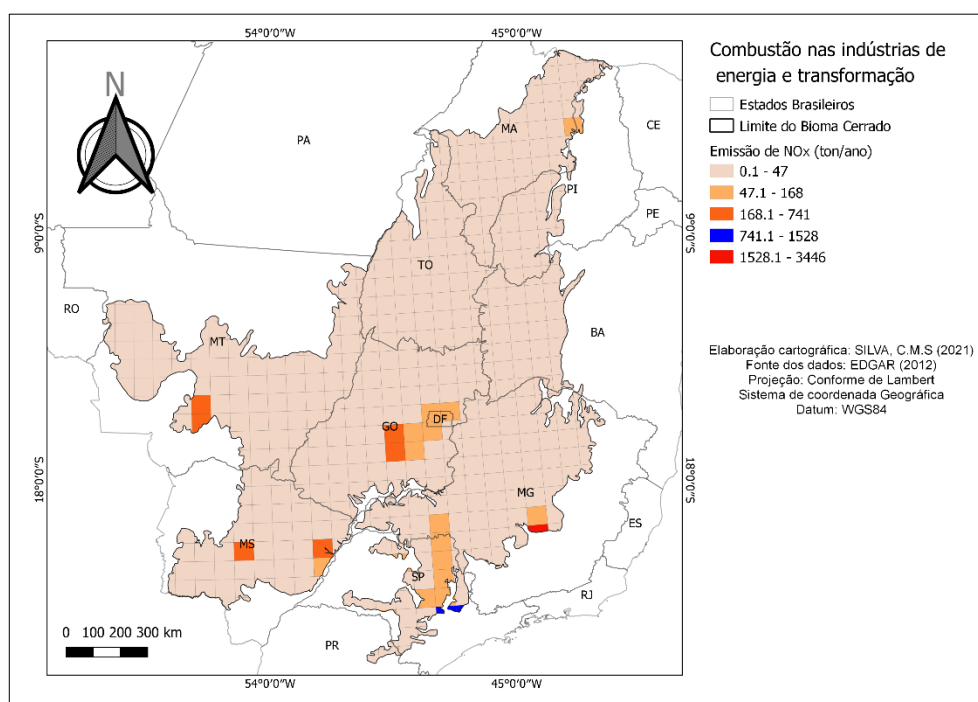 54°0'0"W 45°0'0"W
N
PA
MA
CE
PI
PE
9°0'0"S 9°0'0"S
TO
RO
BA
MT
DF
GO
18°0'0"S 18°0'0"S
MG
ES
MS
SP
RJ
PR
0 100 200 300 km
54°0'0"W 45°0'0"W
Combustão nas indústrias de
energia e transformação
Estados Brasileiros
Limite do Bioma Cerrado
Emissão de NOx (ton/ano)
0.1 - 47
47.1 - 168
168.1 - 741
741.1 - 1528
1528.1 - 3446
Elaboração cartográfica: SILVA, C.M.S (2021)
Fonte dos dados: EDGAR (2012)
Projeção: Conforme de Lambert
Sistema de coordenada Geográfica
Datum: WGS84